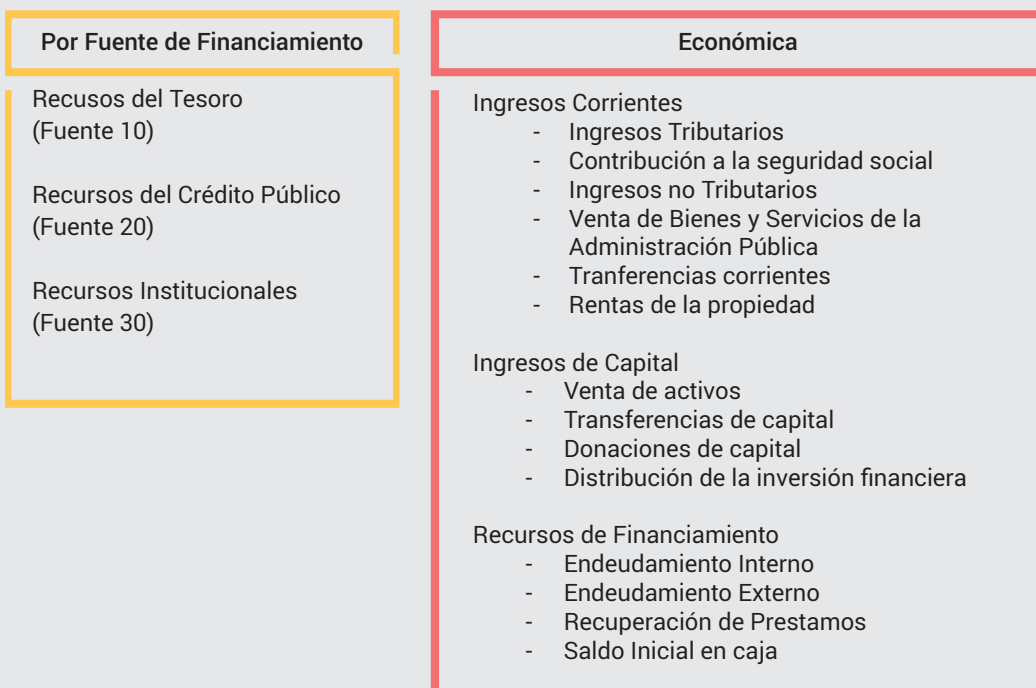 Por Fuente de Financiamiento
Recusos del Tesoro
(Fuente 10)
Recursos del Crédito Público
(Fuente 20)
Recursos Institucionales
(Fuente 30)
Económica
Ingresos Corrientes
- Ingresos Tributarios
- Contribución a la seguridad social
- Ingresos no Tributarios
- Venta de Bienes y Servicios de la
Administración Pública
- Tranferencias corrientes
- Rentas de la propiedad
Ingresos de Capital
- Venta de activos
- Transferencias de capital
- Donaciones de capital
- Distribución de la inversión financiera
Recursos de Financiamiento
- Endeudamiento Interno
- Endeudamiento Externo
- Recuperación de Prestamos
- Saldo Inicial en caja